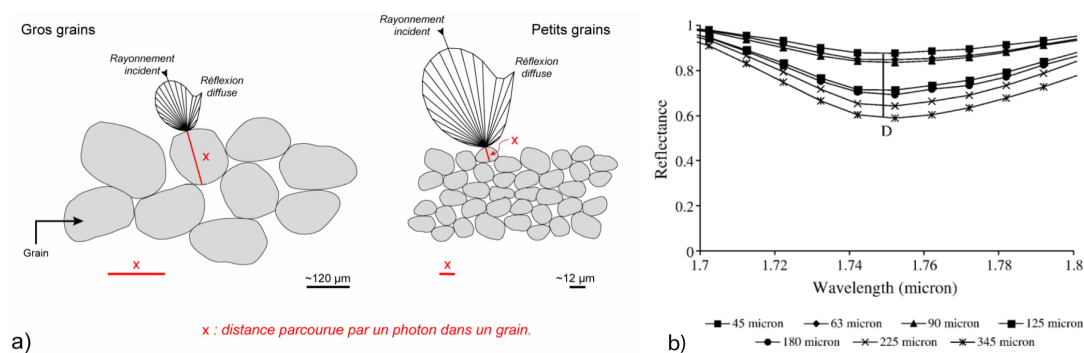 Gros grains
Rayonnement
incident
Réflexion
diffuse
x
Grain
x
~120 µm
Petits grains
Rayonnement
incident
Réflexion
diffuse
x
x
~12 µm
x : distance parcourue par un photon dans un grain.
a)
b)
1
0.8
0.6
0.4
0.2
0
Reflectance
D
1.7
1.72
1.74
1.76
1.78
1.8
Wavelength (micron)
45 micron
63 micron
90 micron
125 micron
180 micron
225 micron
345 micron